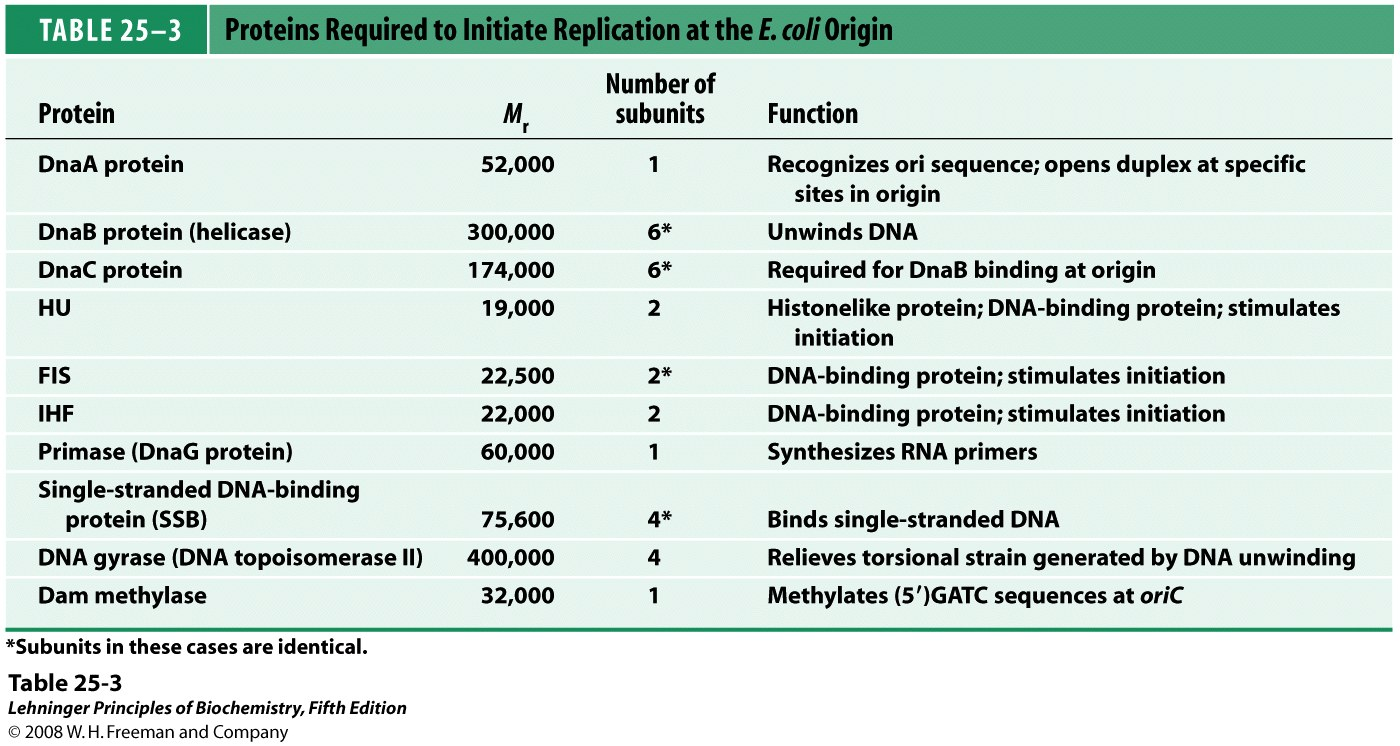 TABLE 25–3 Proteins Required to Initiate Replication at the E. coli Origin
Protein Mr Number of subunits Function
DnaA protein 52,000 1 Recognizes ori sequence; opens duplex at specific
sites in origin
DnaB protein (helicase) 300,000 6* Unwinds DNA
DnaC protein 174,000 6* Required for DnaB binding at origin
HU 19,000 2 Histonelike protein; DNA-binding protein; stimulates
initiation
FIS 22,500 2* DNA-binding protein; stimulates initiation
IHF 22,000 2 DNA-binding protein; stimulates initiation
Primase (DnaG protein) 60,000 1 Synthesizes RNA primers
Single-stranded DNA-binding
protein (SSB) 75,600 4* Binds single-stranded DNA
DNA gyrase (DNA topoisomerase II) 400,000 4 Relieves torsional strain generated by DNA unwinding
Dam methylase 32,000 1 Methylates (5′)GATC sequences at oriC
*Subunits in these cases are identical.
Table 25-3
Lehninger Principles of Biochemistry, Fifth Edition
© 2008 W. H. Freeman and Company